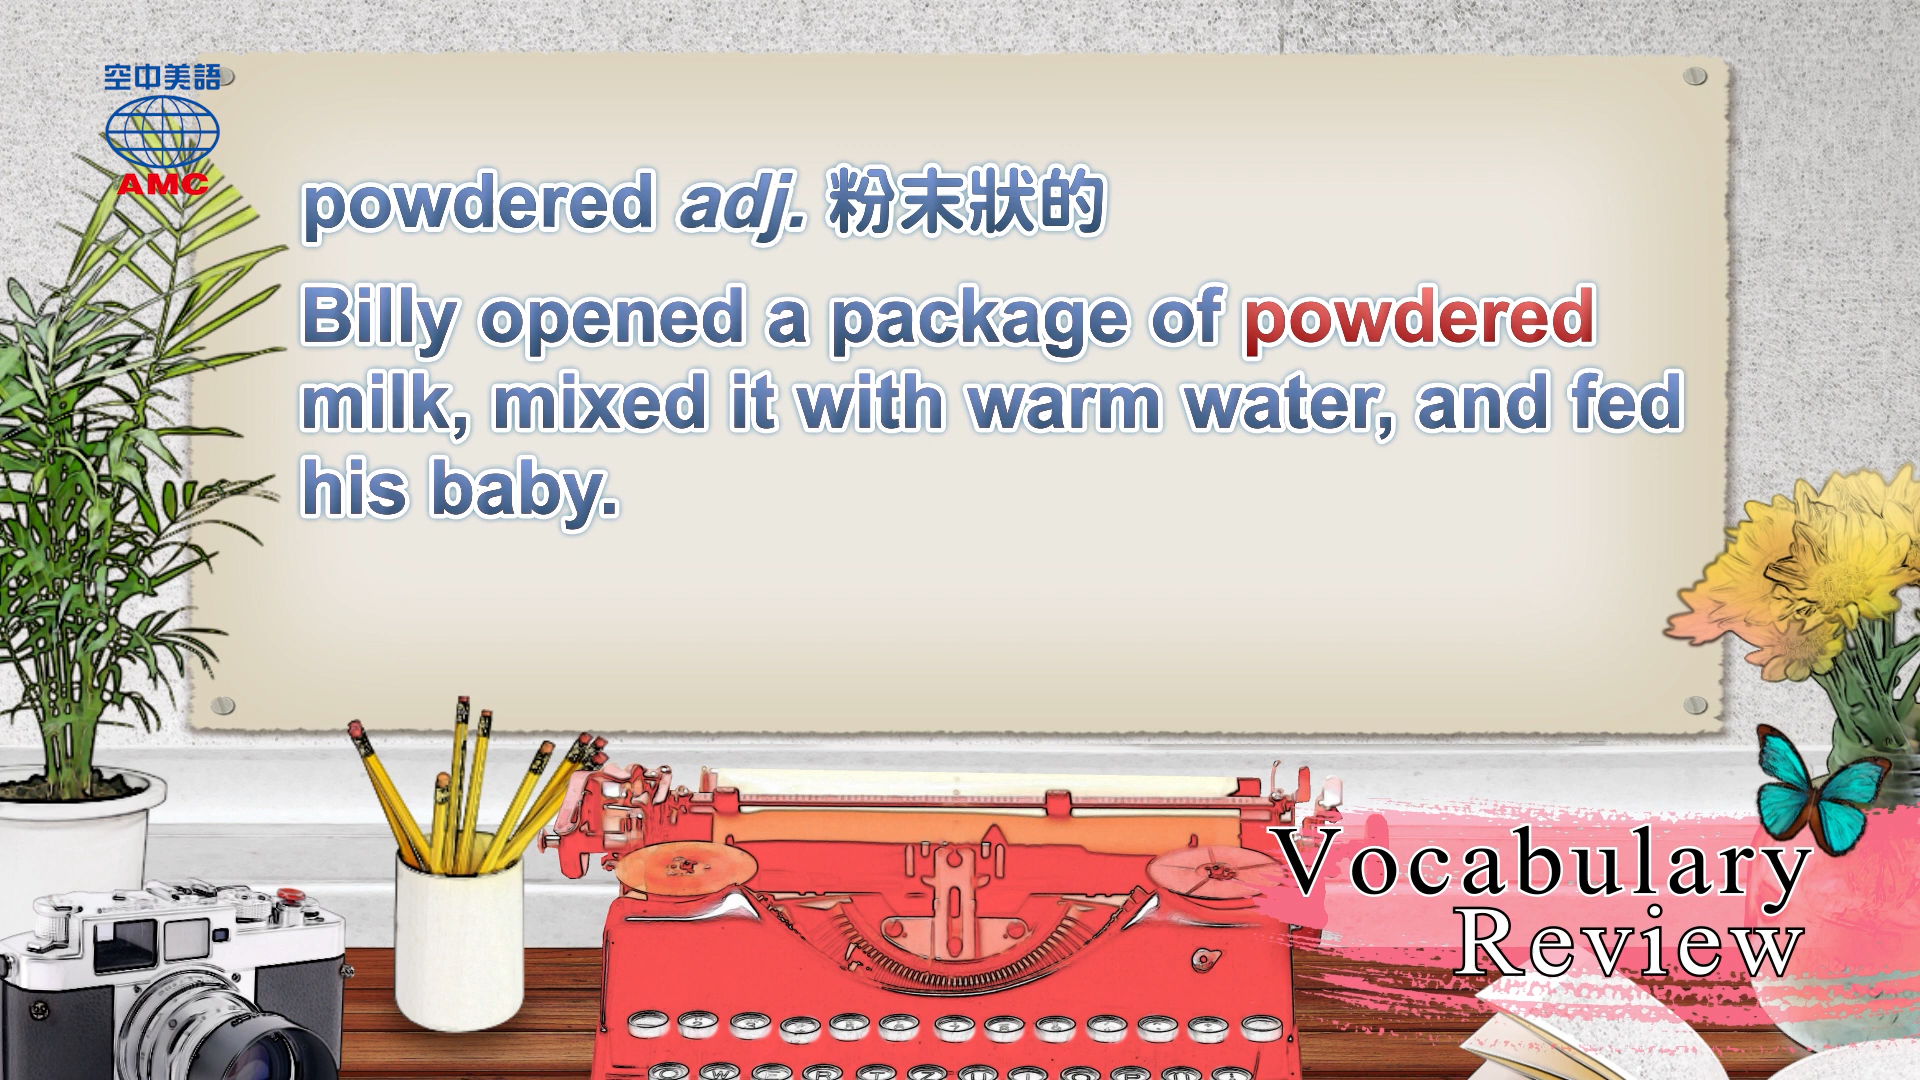 空中美語
AMC
powdered adj. 粉末狀的
Billy opened a package of powdered
milk, mixed it with warm water, and fed
his baby.
Vocabulary
Review